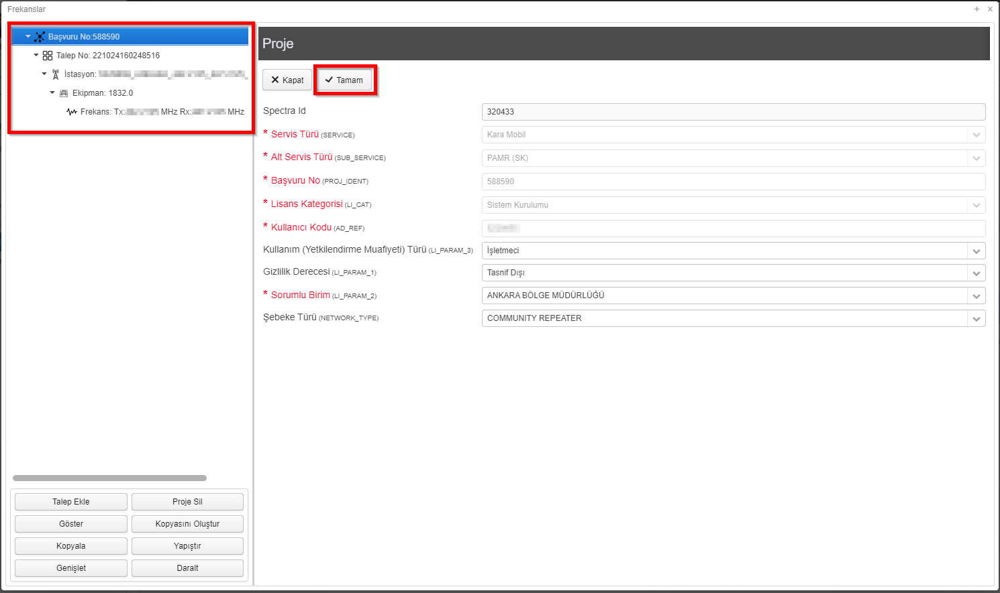 Frekanslar
Başvuru No:588590
Talep No: 221024160248516
İstasyon:
Ekipman: 1832.0
Frekans: Tx: MHz Rx: MHz
Talep Ekle
Proje Sil
Göster
Kopyasını Oluştur
Kopyala
Yapıştır
Genişlet
Daralt
Proje
Kapat
Tamam
Spectra Id
320433
* Servis Türü (SERVICE)
Kara Mobil
* Alt Servis Türü (SUB_SERVICE)
PAMR (SK)
* Başvuru No (PROJ_IDENT)
588590
* Lisans Kategorisi (LI_CAT)
Sistem Kurulumu
* Kullanıcı Kodu (AD_REF)
Kullanım (Yetkilendirme Muafiyeti) Türü (LI_PARAM_3)
İşletmeci
Gizlilik Derecesi (LI_PARAM_1)
Tasnif Dışı
* Sorumlu Birim (LI_PARAM_2)
ANKARA BÖLGE MÜDÜRLÜĞÜ
Şebeke Türü (NETWORK_TYPE)
COMMUNITY REPEATER